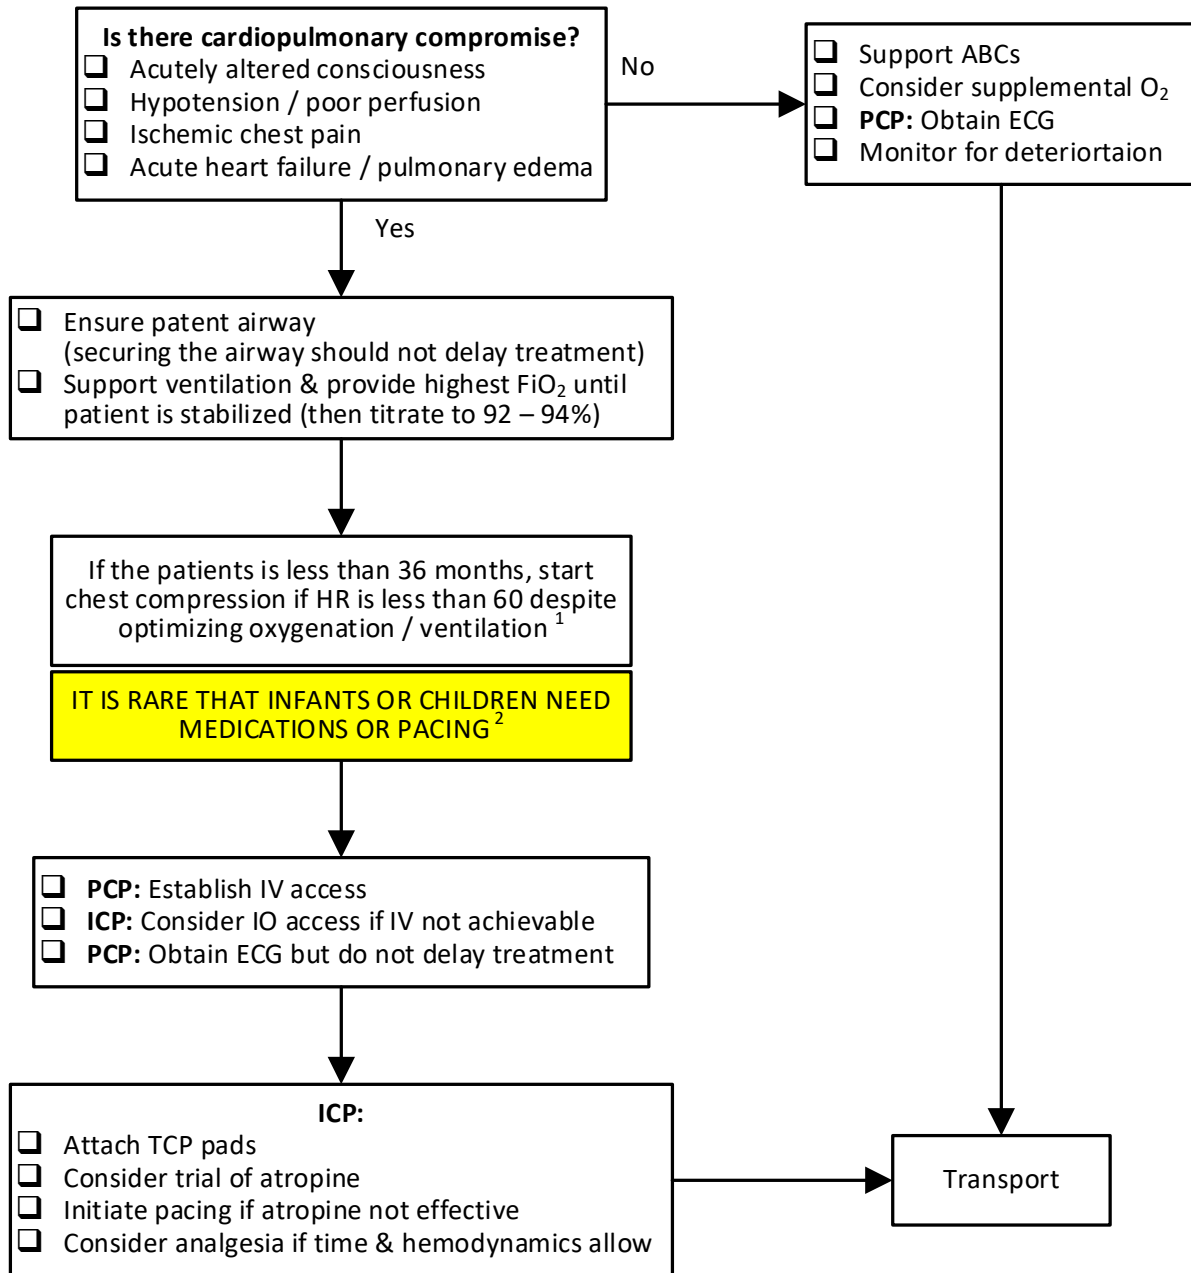 Is there cardiopulmonary compromise?
❑ Acutely altered consciousness
❑ Hypotension / poor perfusion
❑ Ischemic chest pain
❑ Acute heart failure / pulmonary edema
No
❑ Support ABCs
❑ Consider supplemental O₂
❑ PCP: Obtain ECG
❑ Monitor for deteriortaion
Yes
❑ Ensure patent airway
(securing the airway should not delay treatment)
❑ Support ventilation & provide highest FiO₂ until
patient is stabilized (then titrate to 92 – 94%)
If the patients is less than 36 months, start
chest compression if HR is less than 60 despite
optimizing oxygenation / ventilation ¹
IT IS RARE THAT INFANTS OR CHILDREN NEED
MEDICATIONS OR PACING ²
❑ PCP: Establish IV access
❑ ICP: Consider IO access if IV not achievable
❑ PCP: Obtain ECG but do not delay treatment
ICP:
❑ Attach TCP pads
❑ Consider trial of atropine
❑ Initiate pacing if atropine not effective
❑ Consider analgesia if time & hemodynamics allow
Transport